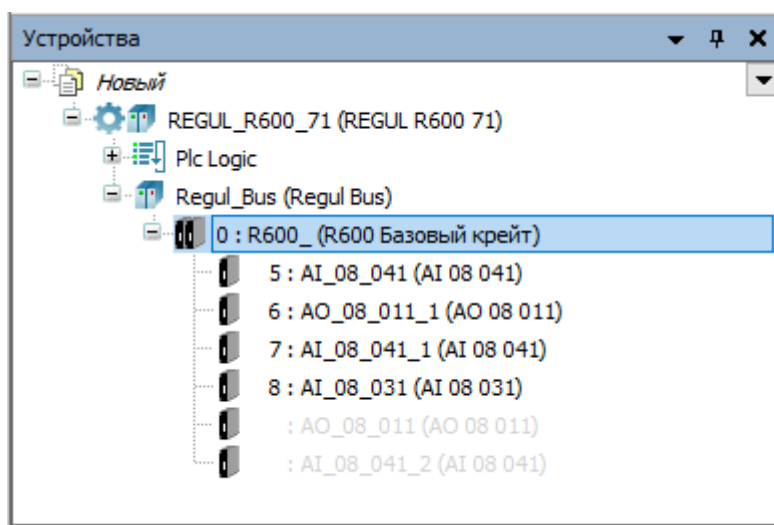 Устройства
Новый
REGUL_R600_71 (REGUL R600 71)
Plc Logic
Regul_Bus (Regul Bus)
0 : R600_ (R600 Базовый крейт)
5 : AI_08_041 (AI 08 041)
6 : AO_08_011_1 (AO 08 011)
7 : AI_08_041_1 (AI 08 041)
8 : AI_08_031 (AI 08 031)
: AO_08_011 (AO 08 011)
: AI_08_041_2 (AI 08 041)